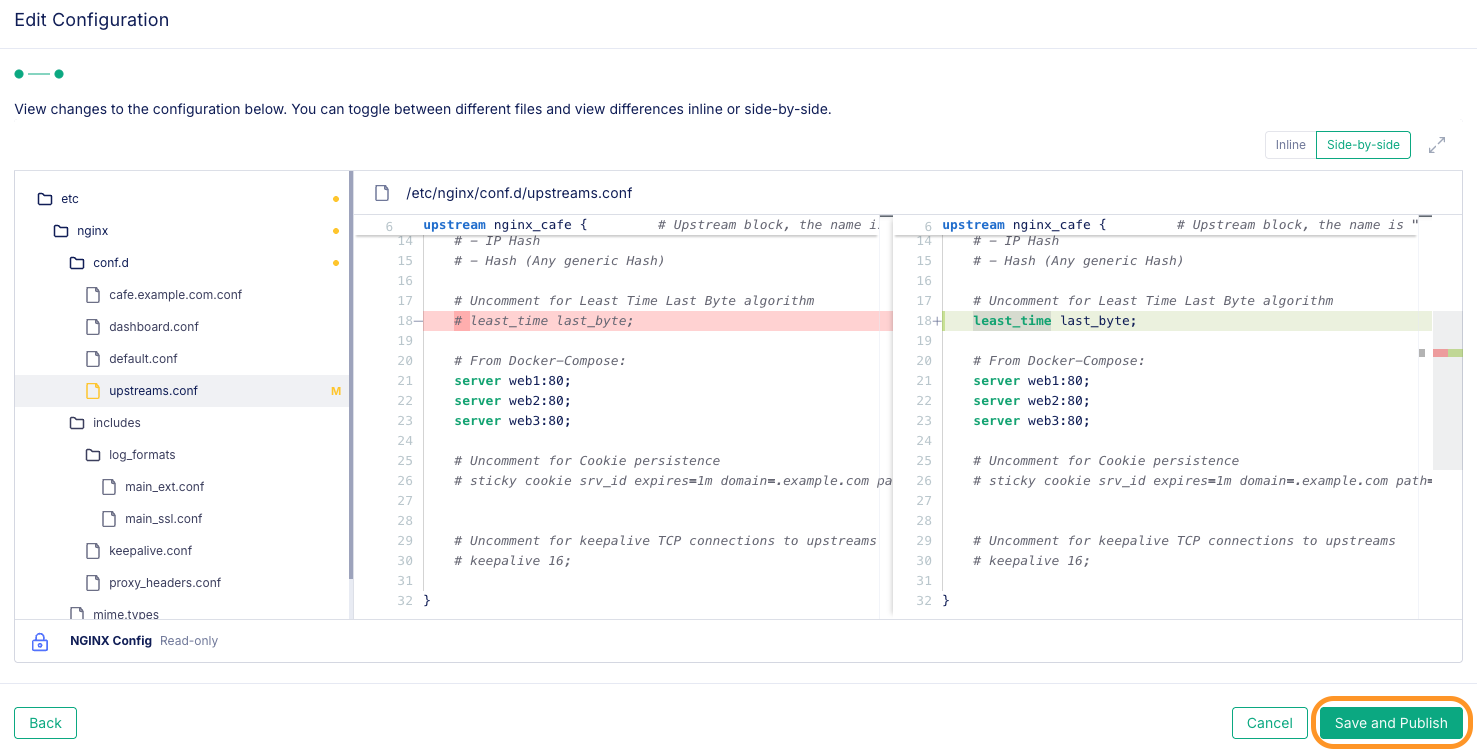 Edit Configuration
View changes to the configuration below. You can toggle between different files and view differences inline or side-by-side.
Inline
Side-by-side
etc
nginx
conf.d
cafe.example.com.conf
dashboard.conf
default.conf
upstreams.conf M
includes
log_formats
main_ext.conf
main_ssl.conf
keepalive.conf
proxy_headers.conf
mime.types
/etc/nginx/conf.d/upstreams.conf
6 upstream nginx_cafe { # Upstream block, the name i
14 # - IP Hash
15 # - Hash (Any generic Hash)
16
17 # Uncomment for Least Time Last Byte algorithm
18- # least_time last_byte;
19
20 # From Docker-Compose:
21 server web1:80;
22 server web2:80;
23 server web3:80;
24
25 # Uncomment for Cookie persistence
26 # sticky cookie srv_id expires=1m domain=.example.com pa
27
28
29 # Uncomment for keepalive TCP connections to upstreams
30 # keepalive 16;
31
32 }
6 upstream nginx_cafe { # Upstream block, the name is "
14 # - IP Hash
15 # - Hash (Any generic Hash)
16
17 # Uncomment for Least Time Last Byte algorithm
18+ least_time last_byte;
19
20 # From Docker-Compose:
21 server web1:80;
22 server web2:80;
23 server web3:80;
24
25 # Uncomment for Cookie persistence
26 # sticky cookie srv_id expires=1m domain=.example.com path=
27
28
29 # Uncomment for keepalive TCP connections to upstreams
30 # keepalive 16;
31
32 }
NGINX Config Read-only
Back
Cancel
Save and Publish